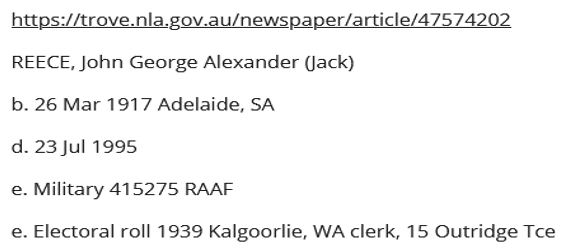 https://trove.nla.gov.au/newspaper/article/47574202
REECE, John George Alexander (Jack)
b. 26 Mar 1917 Adelaide, SA
d. 23 Jul 1995
e. Military 415275 RAAF
e. Electoral roll 1939 Kalgoorlie, WA clerk, 15 Outridge Tce